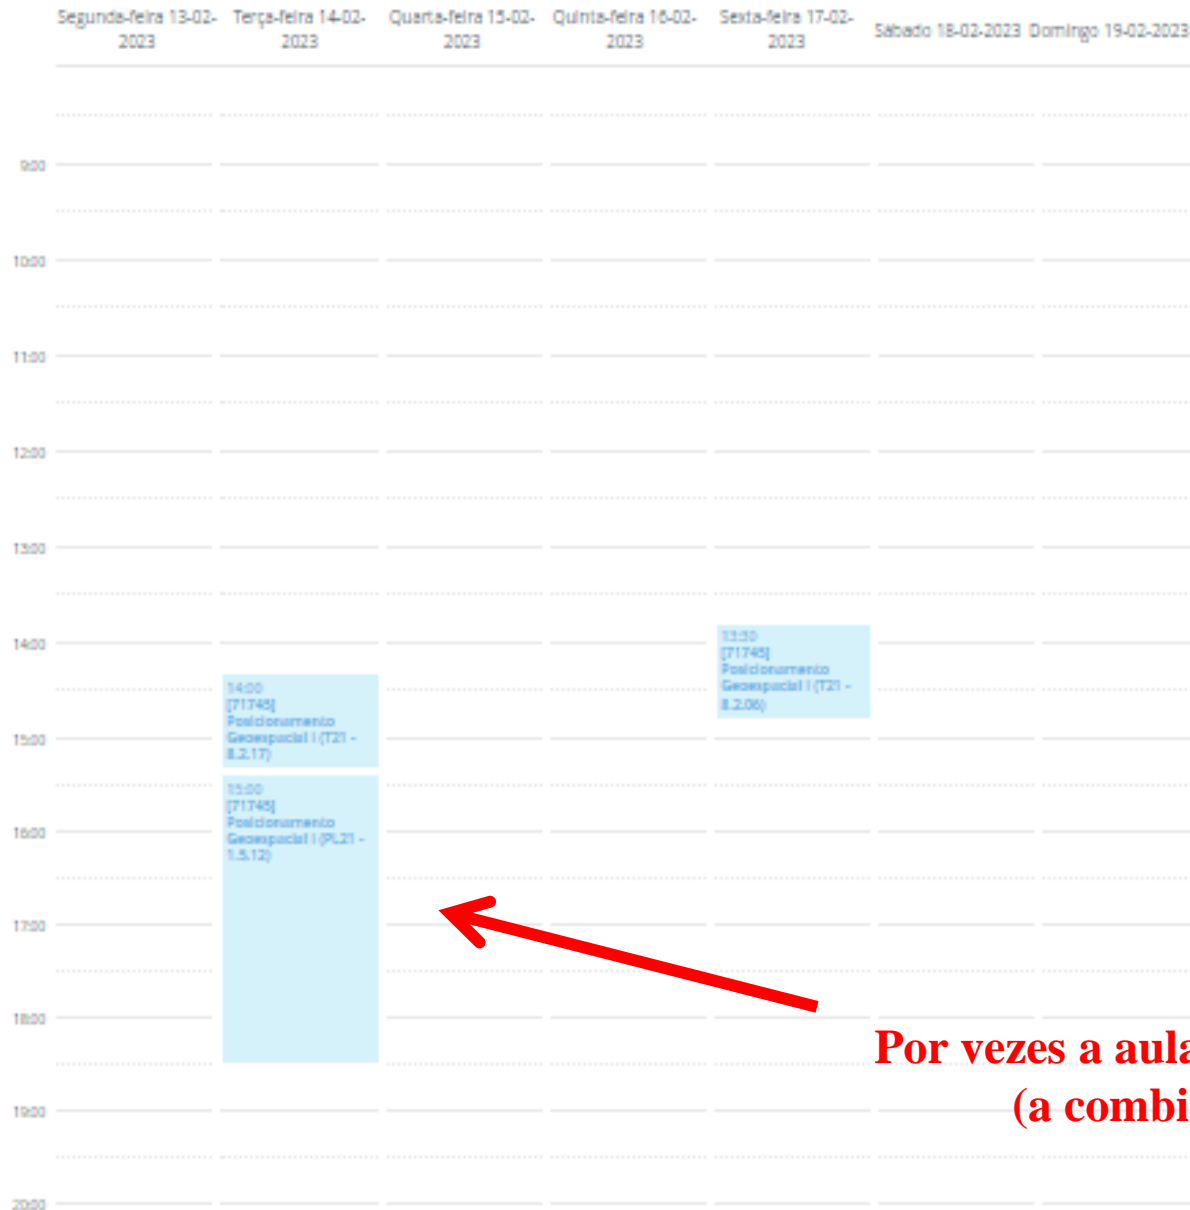 Segunda-feira 13-02-
2023
Terça-feira 14-02-
2023
Quarta-feira 15-02-
2023
Quinta-feira 16-02-
2023
Sexta-feira 17-02-
2023
Sábado 18-02-2023
Domingo 19-02-2023
9:00
10:00
11:00
12:00
13:00
14:00
13:30
[71745]
Posicionamento
Geoespacial I (T21 -
8.2.06)
14:00
[71745]
Posicionamento
Geoespacial I (T21 -
8.2.17)
15:00
15:00
[71745]
Posicionamento
Geoespacial I (PL21 -
1.5.12)
16:00
17:00
18:00
Por vezes a aula
(a combi
19:00
20:00